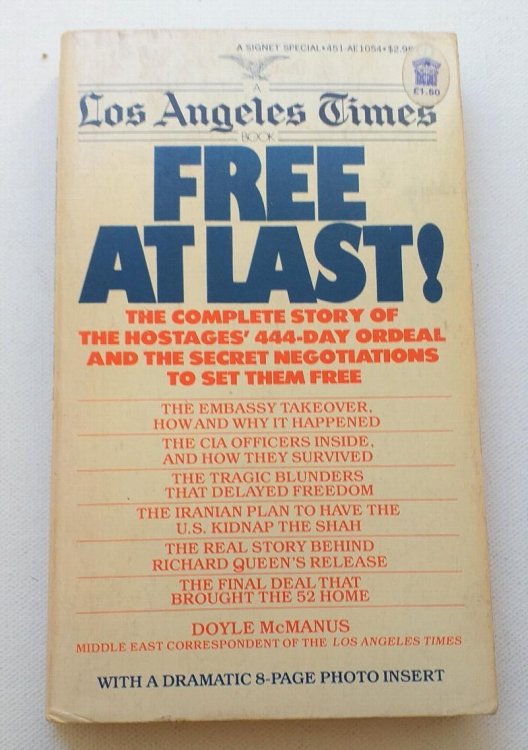 A SIGNET SPECIAL•451-AE1054•$2.95
£1.50
A
Los Angeles Times
BOOK
FREE
AT LAST!
THE COMPLETE STORY OF
THE HOSTAGES' 444-DAY ORDEAL
AND THE SECRET NEGOTIATIONS
TO SET THEM FREE
THE EMBASSY TAKEOVER,
HOW AND WHY IT HAPPENED
THE CIA OFFICERS INSIDE,
AND HOW THEY SURVIVED
THE TRAGIC BLUNDERS
THAT DELAYED FREEDOM
THE IRANIAN PLAN TO HAVE THE
U.S. KIDNAP THE SHAH
THE REAL STORY BEHIND
RICHARD QUEEN'S RELEASE
THE FINAL DEAL THAT
BROUGHT THE 52 HOME
DOYLE McMANUS
MIDDLE EAST CORRESPONDENT OF THE LOS ANGELES TIMES
WITH A DRAMATIC 8-PAGE PHOTO INSERT